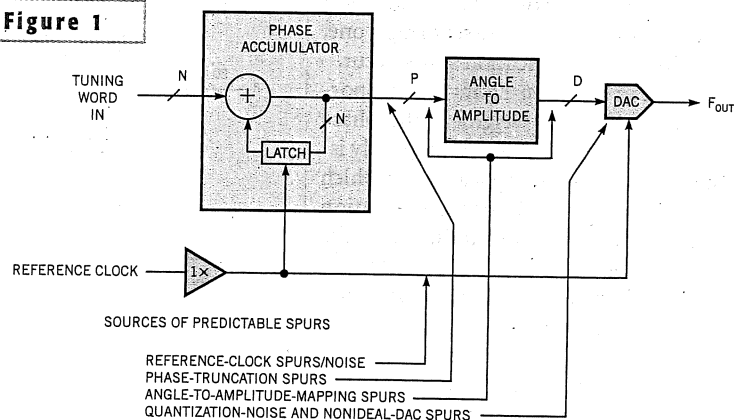 Figure 1
PHASE
ACCUMULATOR
TUNING
WORD
IN
N
+
N
LATCH
P
ANGLE
TO
AMPLITUDE
D
DAC
FOUT
REFERENCE CLOCK
1×
SOURCES OF PREDICTABLE SPURS
REFERENCE-CLOCK SPURS/NOISE
PHASE-TRUNCATION SPURS
ANGLE-TO-AMPLITUDE-MAPPING SPURS
QUANTIZATION-NOISE AND NONIDEAL-DAC SPURS